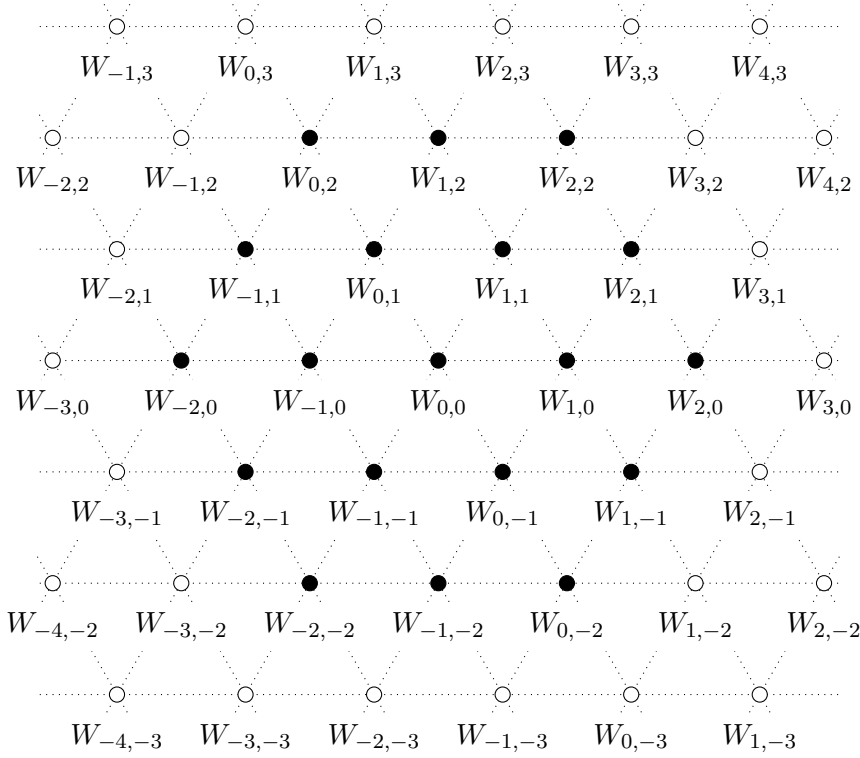 W_{-1,3} W_{0,3} W_{1,3} W_{2,3} W_{3,3} W_{4,3}
W_{-2,2} W_{-1,2} W_{0,2} W_{1,2} W_{2,2} W_{3,2} W_{4,2}
W_{-2,1} W_{-1,1} W_{0,1} W_{1,1} W_{2,1} W_{3,1}
W_{-3,0} W_{-2,0} W_{-1,0} W_{0,0} W_{1,0} W_{2,0} W_{3,0}
W_{-3,-1} W_{-2,-1} W_{-1,-1} W_{0,-1} W_{1,-1} W_{2,-1}
W_{-4,-2} W_{-3,-2} W_{-2,-2} W_{-1,-2} W_{0,-2} W_{1,-2} W_{2,-2}
W_{-4,-3} W_{-3,-3} W_{-2,-3} W_{-1,-3} W_{0,-3} W_{1,-3}